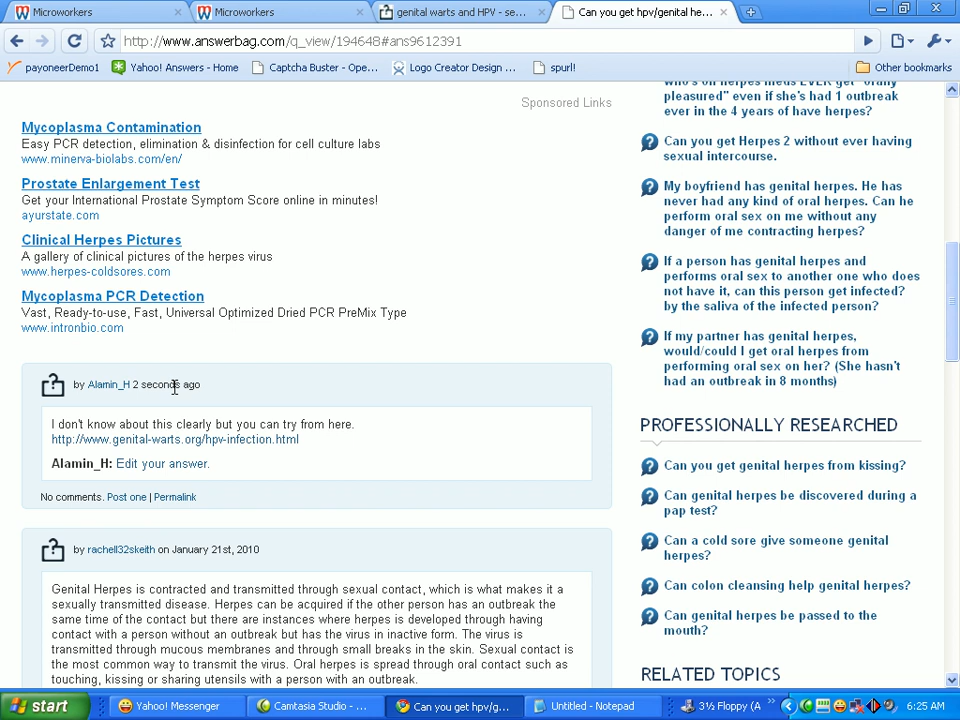 Microworkers
Microworkers
genital warts and HPV - se...
Can you get hpv/genital he...
http://www.answerbag.com/q_view/194648#ans9612391
payoneerDemo1
Yahoo! Answers - Home
Captcha Buster - Ope...
Logo Creator Design ...
spurl!
Other bookmarks
Sponsored Links
Mycoplasma Contamination
Easy PCR detection, elimination & disinfection for cell culture labs
www.minerva-biolabs.com/en/
Prostate Enlargement Test
Get your International Prostate Symptom Score online in minutes!
ayurstate.com
Clinical Herpes Pictures
A gallery of clinical pictures of the herpes virus
www.herpes-coldsores.com
Mycoplasma PCR Detection
Vast, Ready-to-use, Fast, Universal Optimized Dried PCR PreMix Type
www.intronbio.com
by Alamin_H 2 seconds ago
I don't know about this clearly but you can try from here.
http://www.genital-warts.org/hpv-infection.html
Alamin_H: Edit your answer.
No comments. Post one | Permalink
by rachell32skeith on January 21st, 2010
Genital Herpes is contracted and transmitted through sexual contact, which is what makes it a
sexually transmitted disease. Herpes can be acquired if the other person has an outbreak the
same time of the contact but there are instances where herpes is developed through having
contact with a person without an outbreak but has the virus in inactive form. The virus is
transmitted through mucous membranes and through small breaks in the skin. Sexual contact is
the most common way to transmit the virus. Oral herpes is spread through oral contact such as
touching, kissing or sharing utensils with a person with an outbreak.
who's on herpes meds EVER get "orally
pleasured" even if she's had 1 outbreak
ever in the 4 years of have herpes?
Can you get Herpes 2 without ever having
sexual intercourse.
My boyfriend has genital herpes. He has
never had any kind of oral herpes. Can he
perform oral sex on me without any
danger of me contracting herpes?
If a person has genital herpes and
performs oral sex to another one who does
not have it, can this person get infected?
by the saliva of the infected person?
If my partner has genital herpes,
would/could I get oral herpes from
performing oral sex on her? (She hasn't
had an outbreak in 8 months)
PROFESSIONALLY RESEARCHED
Can you get genital herpes from kissing?
Can genital herpes be discovered during a
pap test?
Can a cold sore give someone genital
herpes?
Can colon cleansing help genital herpes?
Can genital herpes be passed to the
mouth?
RELATED TOPICS
start
Yahoo! Messenger
Camtasia Studio - ...
Can you get hpv/g...
Untitled - Notepad
3½ Floppy (A
6:25 AM